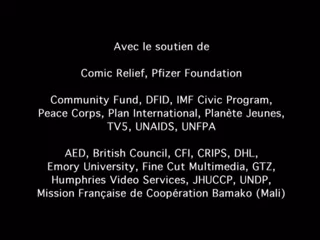 Avec le soutien de
Comic Relief, Pfizer Foundation
Community Fund, DFID, IMF Civic Program,
Peace Corps, Plan International, Planète Jeunes,
TV5, UNAIDS, UNFPA
AED, British Council, CFI, CRIPS, DHL,
Emory University, Fine Cut Multimedia, GTZ,
Humphries Video Services, JHUCCP, UNDP,
Mission Française de Coopération Bamako (Mali)